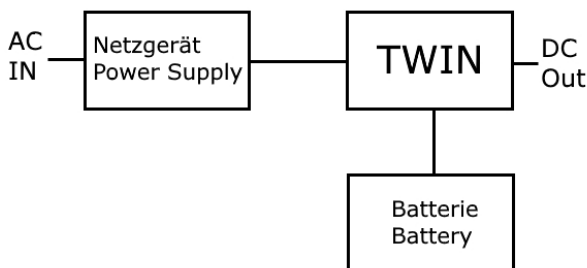 AC
IN
Netzgerät
Power Supply
TWIN
DC
Out
Batterie
Battery